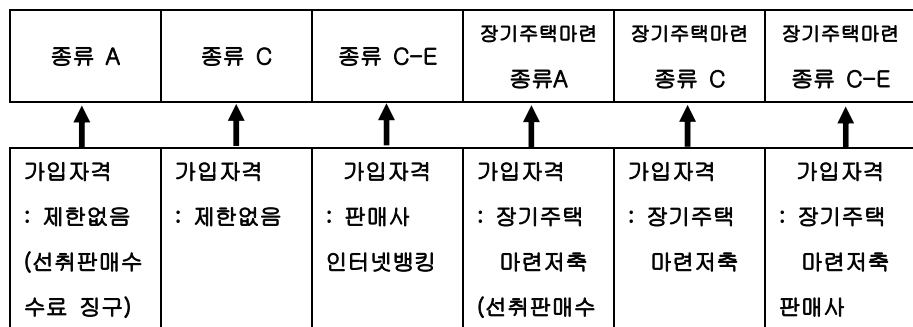 종류 A
종류 C
종류 C-E
장기주택마련
종류A
장기주택마련
종류 C
장기주택마련
종류 C-E
가입자격
: 제한없음
(선취판매수
수료 징구)
가입자격
: 제한없음
가입자격
: 판매사
인터넷뱅킹
가입자격
: 장기주택
마련저축
(선취판매수
가입자격
: 장기주택
마련저축
가입자격
: 장기주택
마련저축
판매사